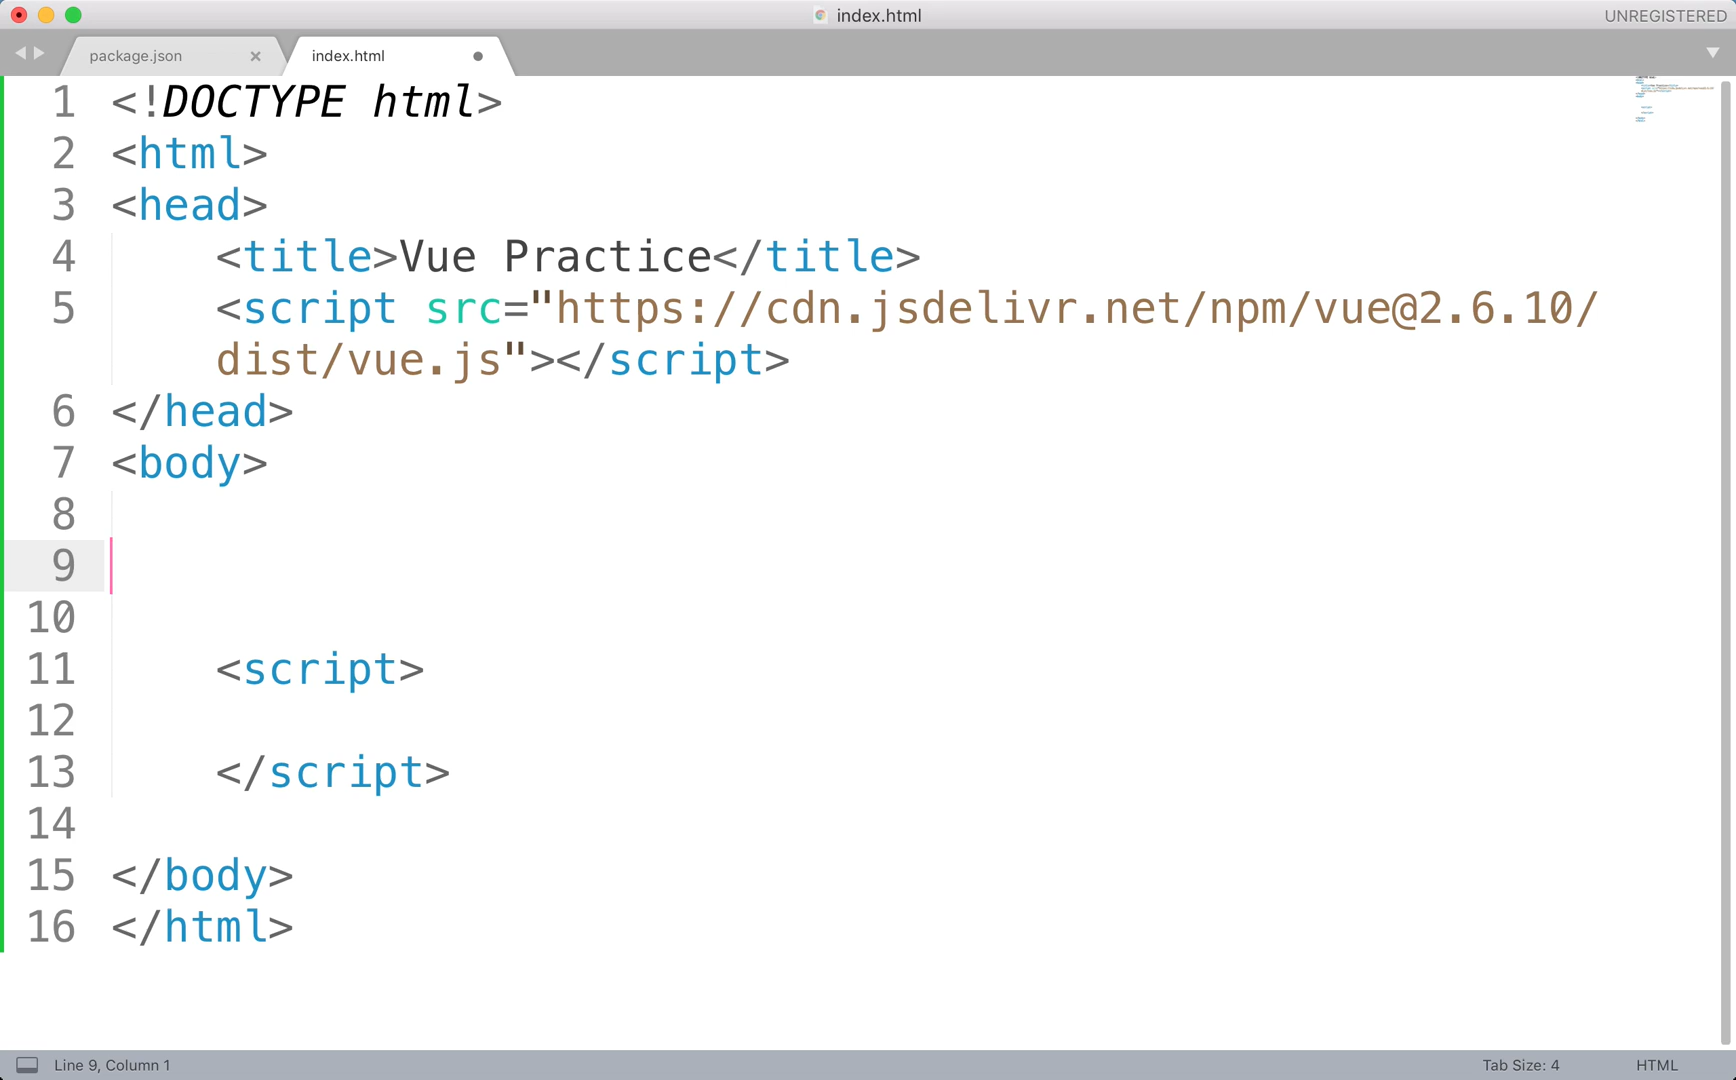 index.html
UNREGISTERED
package.json
index.html
1 <!DOCTYPE html>
2 <html>
3 <head>
4 <title>Vue Practice</title>
5 <script src="https://cdn.jsdelivr.net/npm/vue@2.6.10/
dist/vue.js"></script>
6 </head>
7 <body>
8
9
10
11 <script>
12
13 </script>
14
15 </body>
16 </html>
Line 9, Column 1
Tab Size: 4
HTML